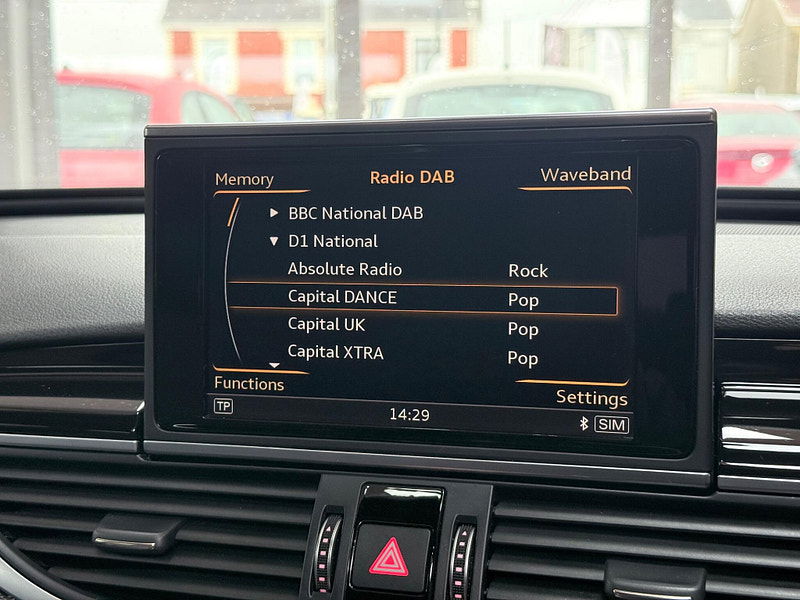 Memory Radio DAB Waveband
BBC National DAB
D1 National
Absolute Radio Rock
Capital DANCE Pop
Capital UK Pop
Capital XTRA Pop
Functions Settings
TP 14:29 SIM